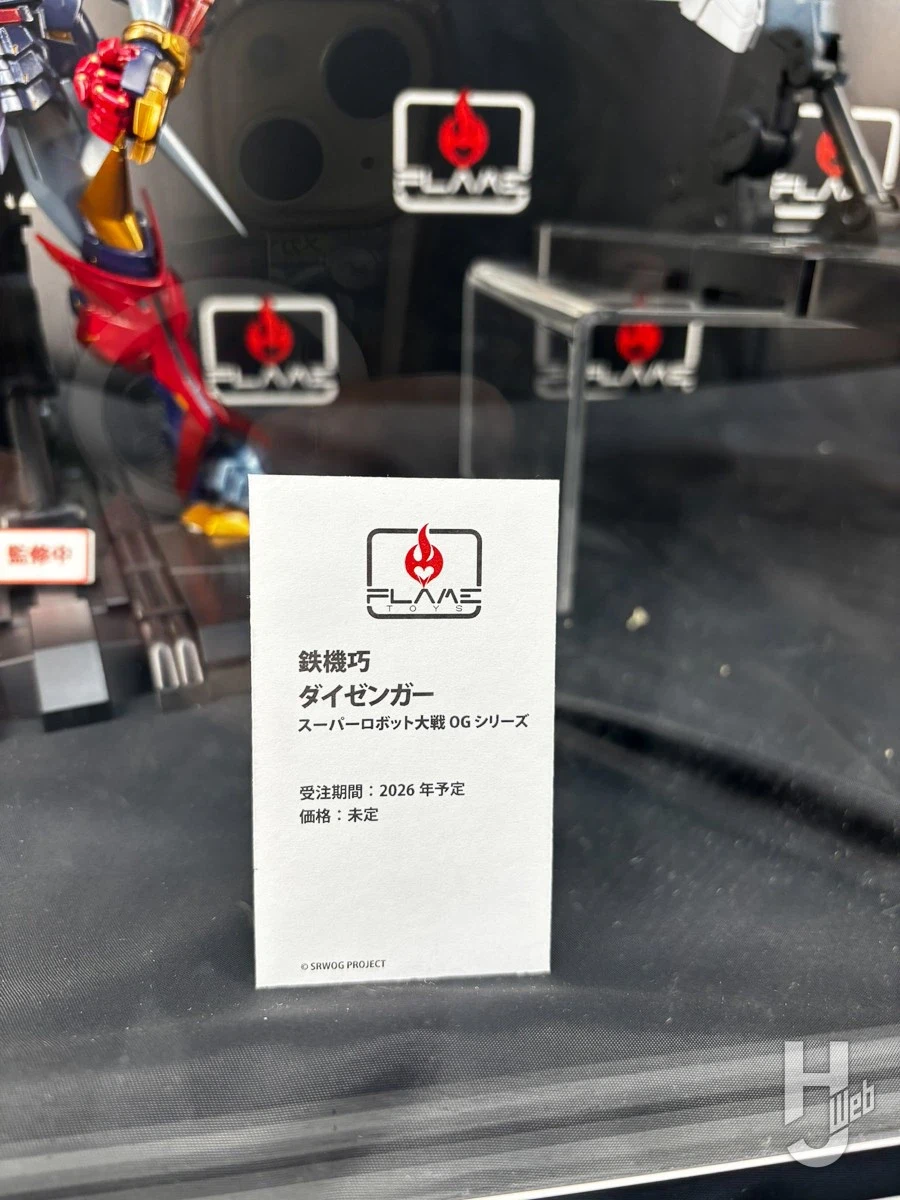 FLAME
FLAME
FLAME
FLAME
監修中
FLAME
TOYS
鉄機巧
ダイゼンガー
スーパーロボット大戦 OG シリーズ
受注期間：2026 年予定
価格：未定
© SRWOG PROJECT
HJ Web